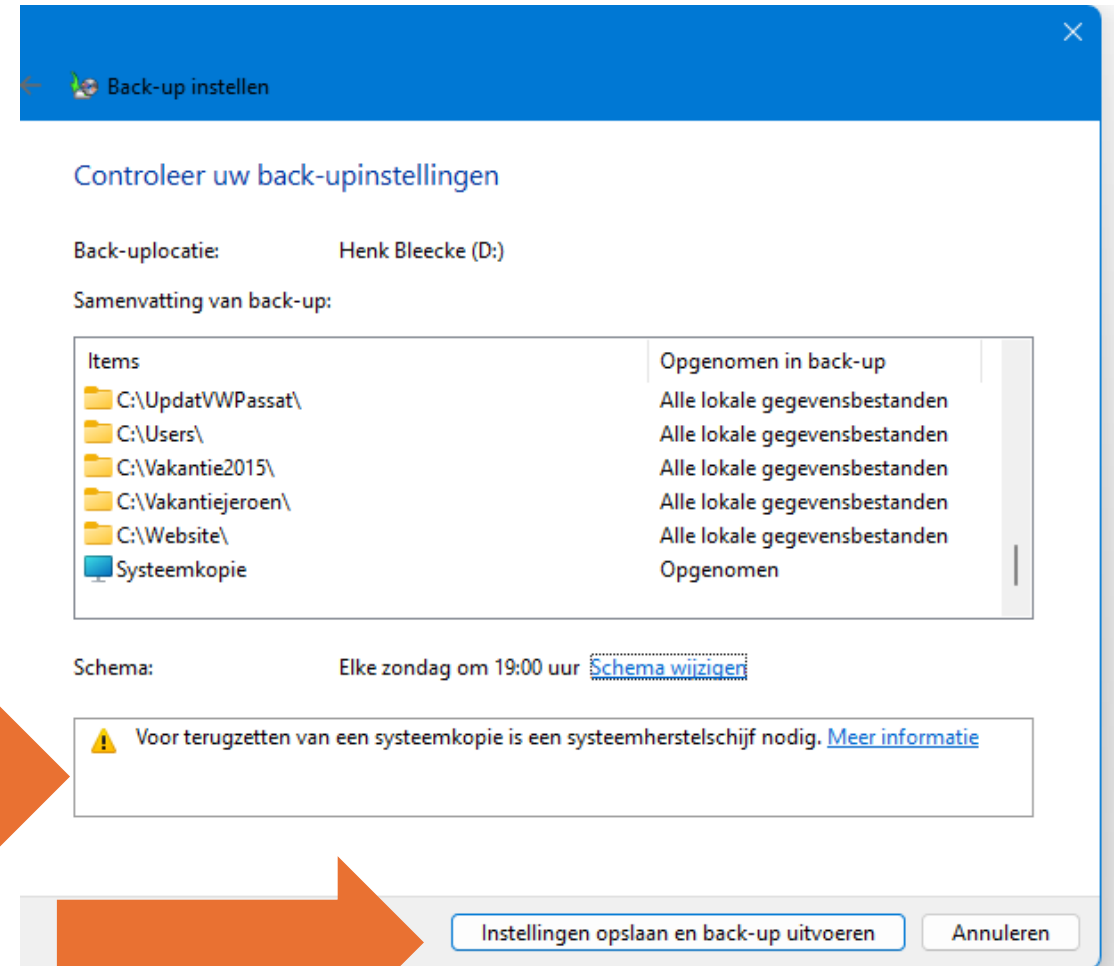 Back-up instellen
Controleer uw back-upinstellingen
Back-uplocatie: Henk Bleecke (D:)
Samenvatting van back-up:
Items Opgenomen in back-up
C:\UpdatVWPassat\ Alle lokale gegevensbestanden
C:\Users\ Alle lokale gegevensbestanden
C:\Vakantie2015\ Alle lokale gegevensbestanden
C:\Vakantiejeroen\ Alle lokale gegevensbestanden
C:\Website\ Alle lokale gegevensbestanden
Systeemkopie Opgenomen
Schema: Elke zondag om 19:00 uur Schema wijzigen
Voor terugzetten van een systeemkopie is een systeemherstelschijf nodig. Meer informatie
Instellingen opslaan en back-up uitvoeren Annuleren